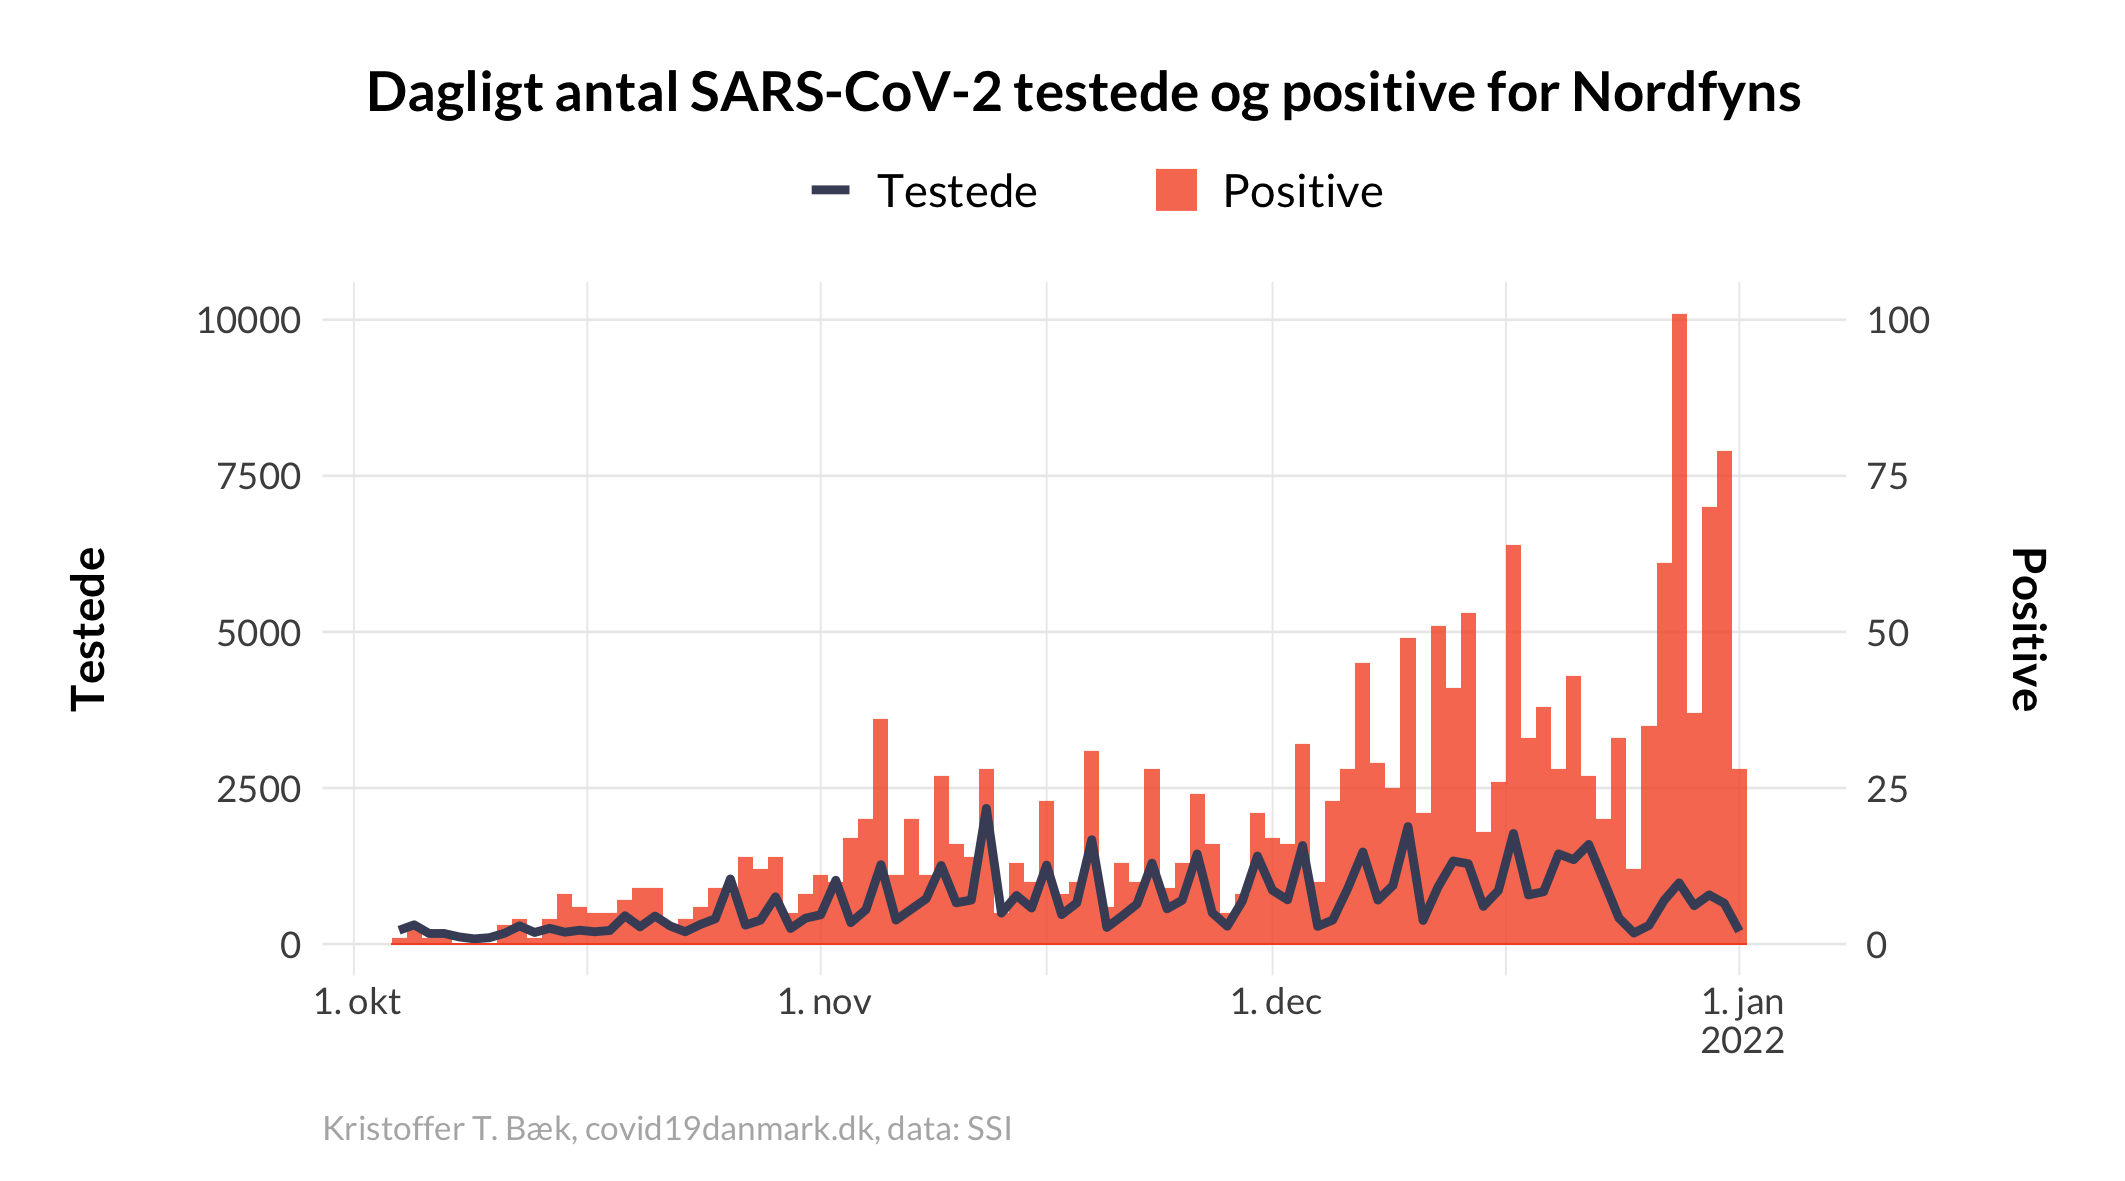 Dagligt antal SARS-CoV-2 testede og positive for Nordfyns
Testede
Positive
10000
7500
5000
2500
0
100
75
50
25
0
Testede
Positive
1. okt
1. nov
1. dec
1. jan
2022
Kristoffer T. Bæk, covid19danmark.dk, data: SSI